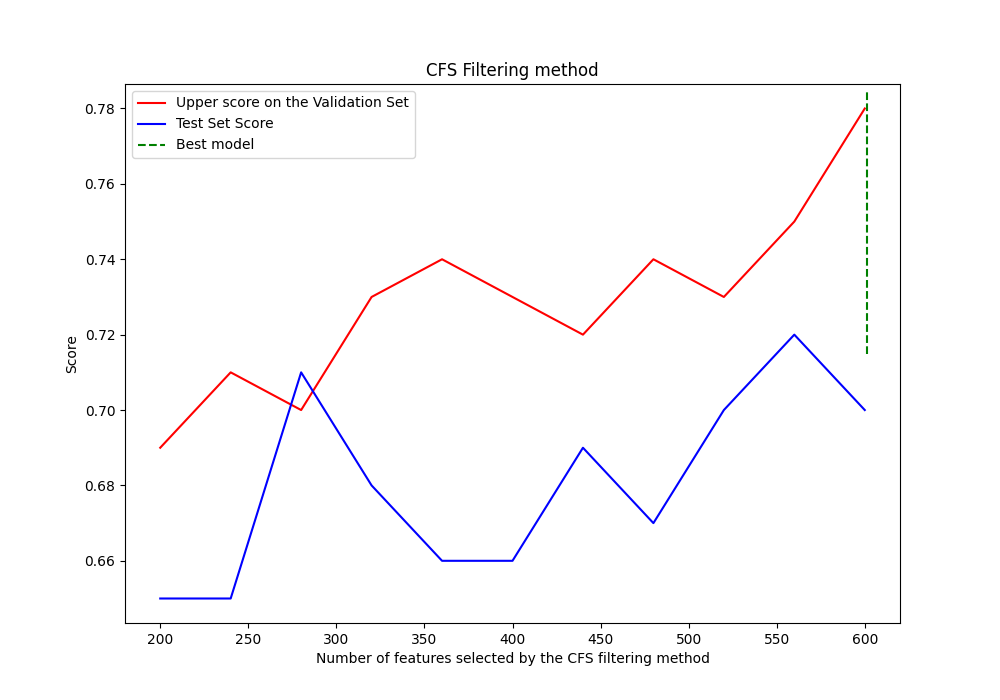 CFS Filtering method
Upper score on the Validation Set
Test Set Score
Best model
0.78
0.76
0.74
0.72
0.70
0.68
0.66
Score
200 250 300 350 400 450 500 550 600
Number of features selected by the CFS filtering method